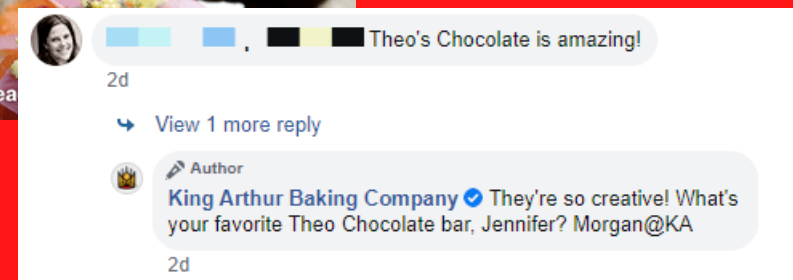 ea
, Theo's Chocolate is amazing!
2d
View 1 more reply
Author
King Arthur Baking Company They're so creative! What's
your favorite Theo Chocolate bar, Jennifer? Morgan@KA
2d